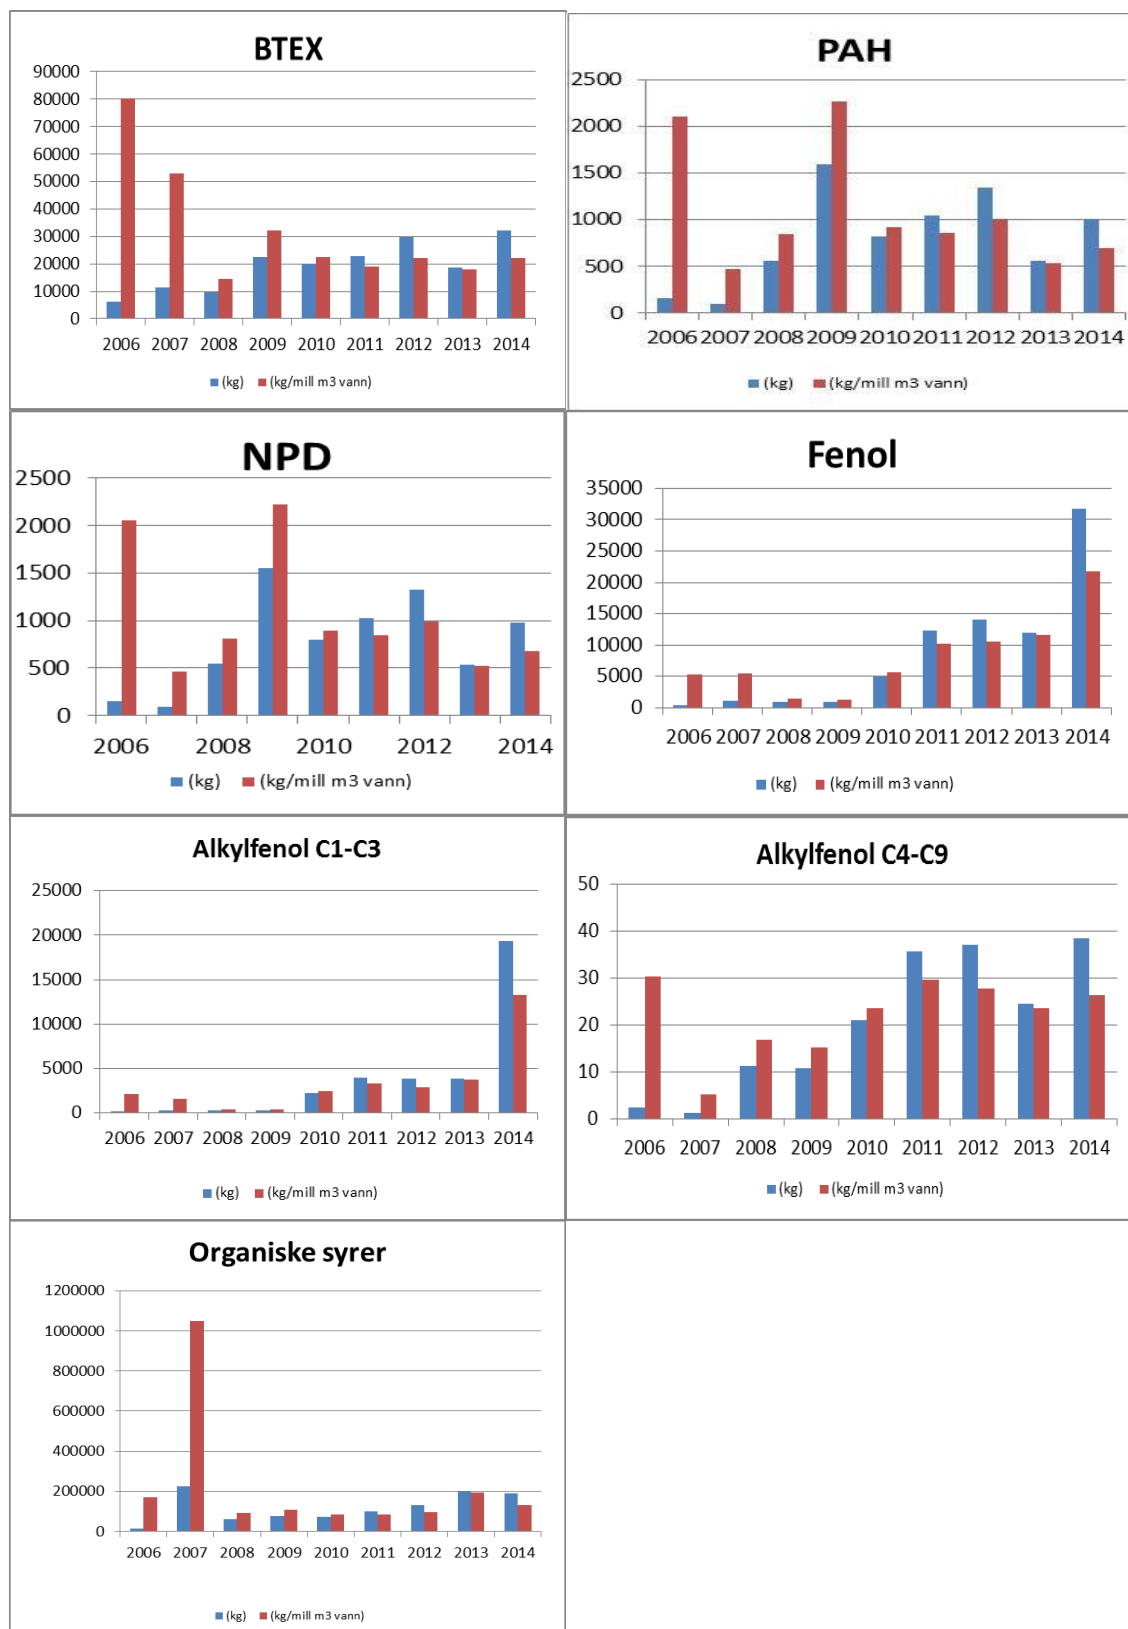 BTEX
90000
80000
70000
60000
50000
40000
30000
20000
10000
0
2006 2007 2008 2009 2010 2011 2012 2013 2014
(kg) (kg/mill m3 vann)
PAH
2500
2000
1500
1000
500
0
2006 2007 2008 2009 2010 2011 2012 2013 2014
(kg) (kg/mill m3 vann)
NPD
2500
2000
1500
1000
500
0
2006 2008 2010 2012 2014
(kg) (kg/mill m3 vann)
Fenol
35000
30000
25000
20000
15000
10000
5000
0
2006 2007 2008 2009 2010 2011 2012 2013 2014
(kg) (kg/mill m3 vann)
Alkylfenol C1-C3
25000
20000
15000
10000
5000
0
2006 2007 2008 2009 2010 2011 2012 2013 2014
(kg) (kg/mill m3 vann)
Alkylfenol C4-C9
50
40
30
20
10
0
2006 2007 2008 2009 2010 2011 2012 2013 2014
(kg) (kg/mill m3 vann)
Organiske syrer
1200000
1000000
800000
600000
400000
200000
0
2006 2007 2008 2009 2010 2011 2012 2013 2014
(kg) (kg/mill m3 vann)